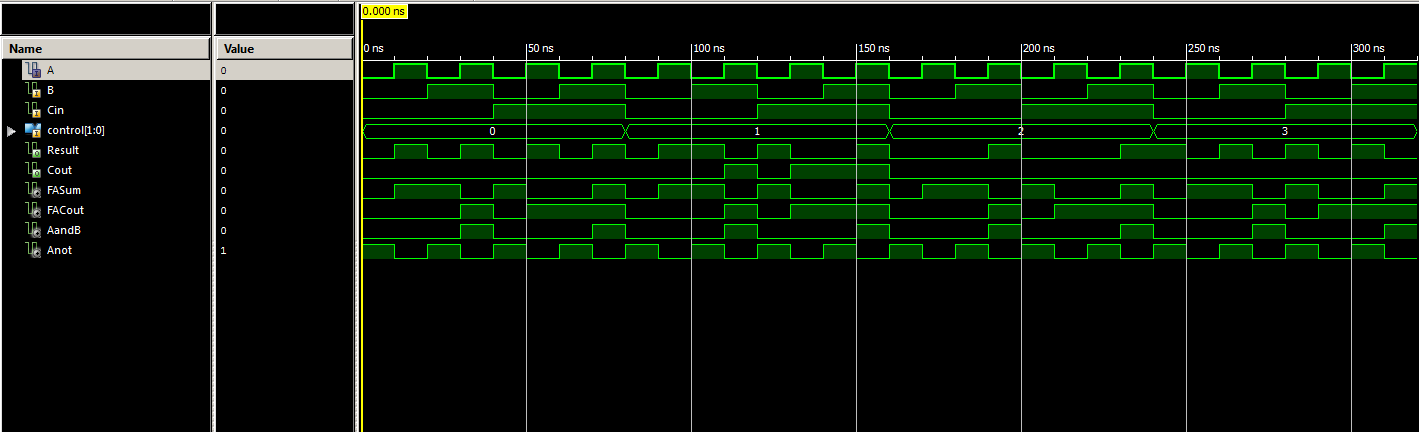 0.000 ns
Name Value
0 ns 50 ns 100 ns 150 ns 200 ns 250 ns 300 ns
A 0
B 0
Cin 0
control[1:0] 0 0 1 2 3
Result 0
Cout 0
FASum 0
FACout 0
AandB 0
Anot 1